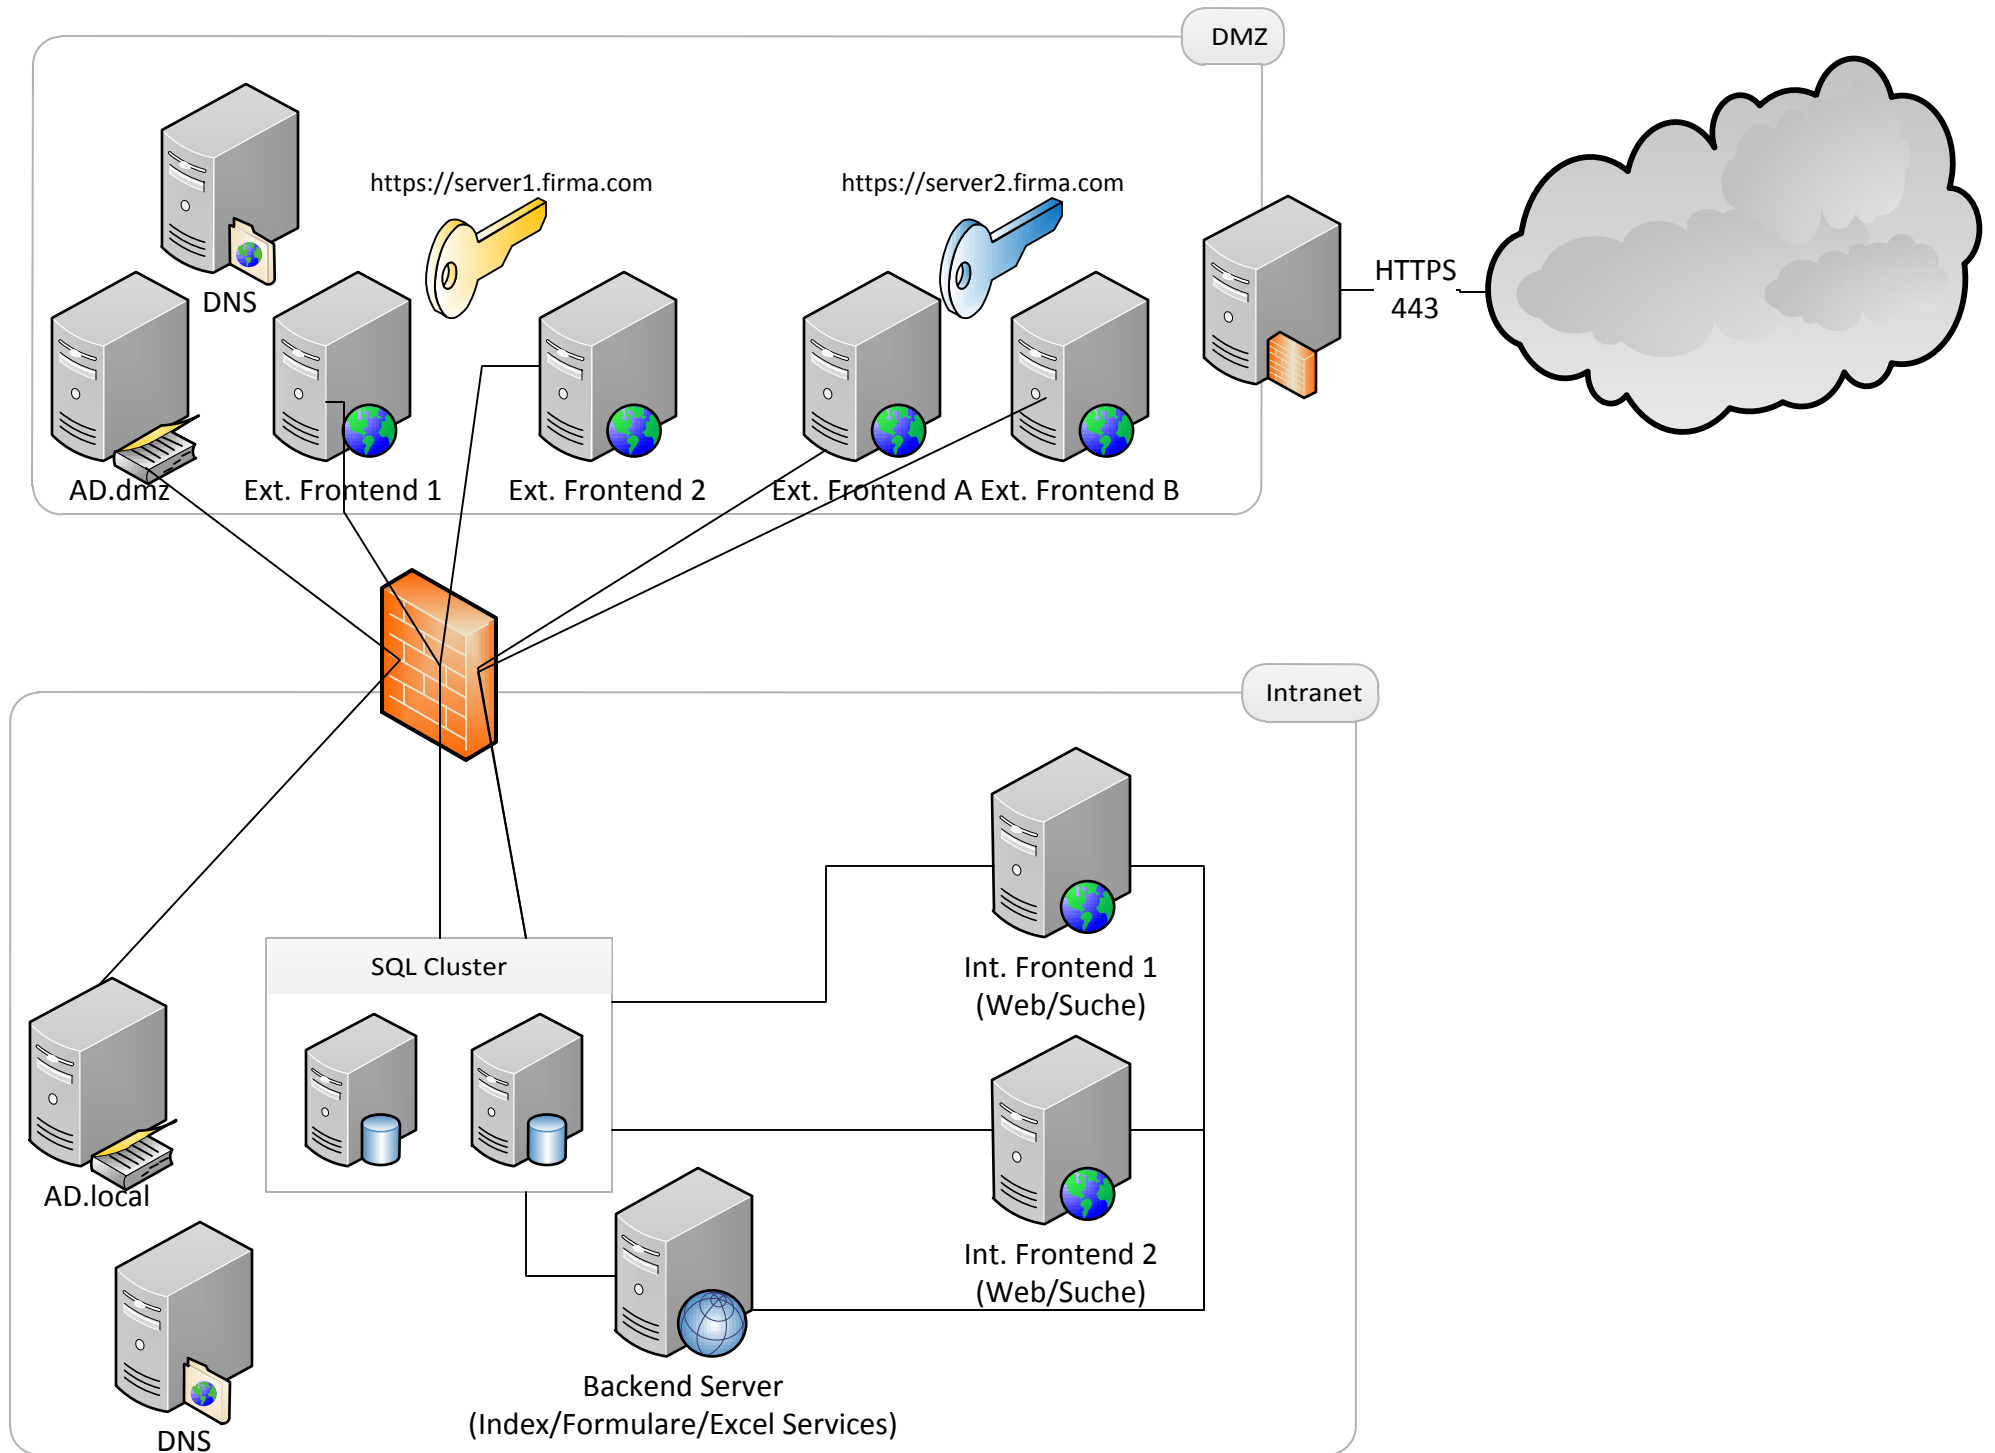 DMZ
https://server1.firma.com
https://server2.firma.com
DNS
HTTPS
443
AD.dmz
Ext. Frontend 1
Ext. Frontend 2
Ext. Frontend A
Ext. Frontend B
Intranet
SQL Cluster
Int. Frontend 1
(Web/Suche)
AD.local
Int. Frontend 2
(Web/Suche)
Backend Server
(Index/Formulare/Excel Services)
DNS